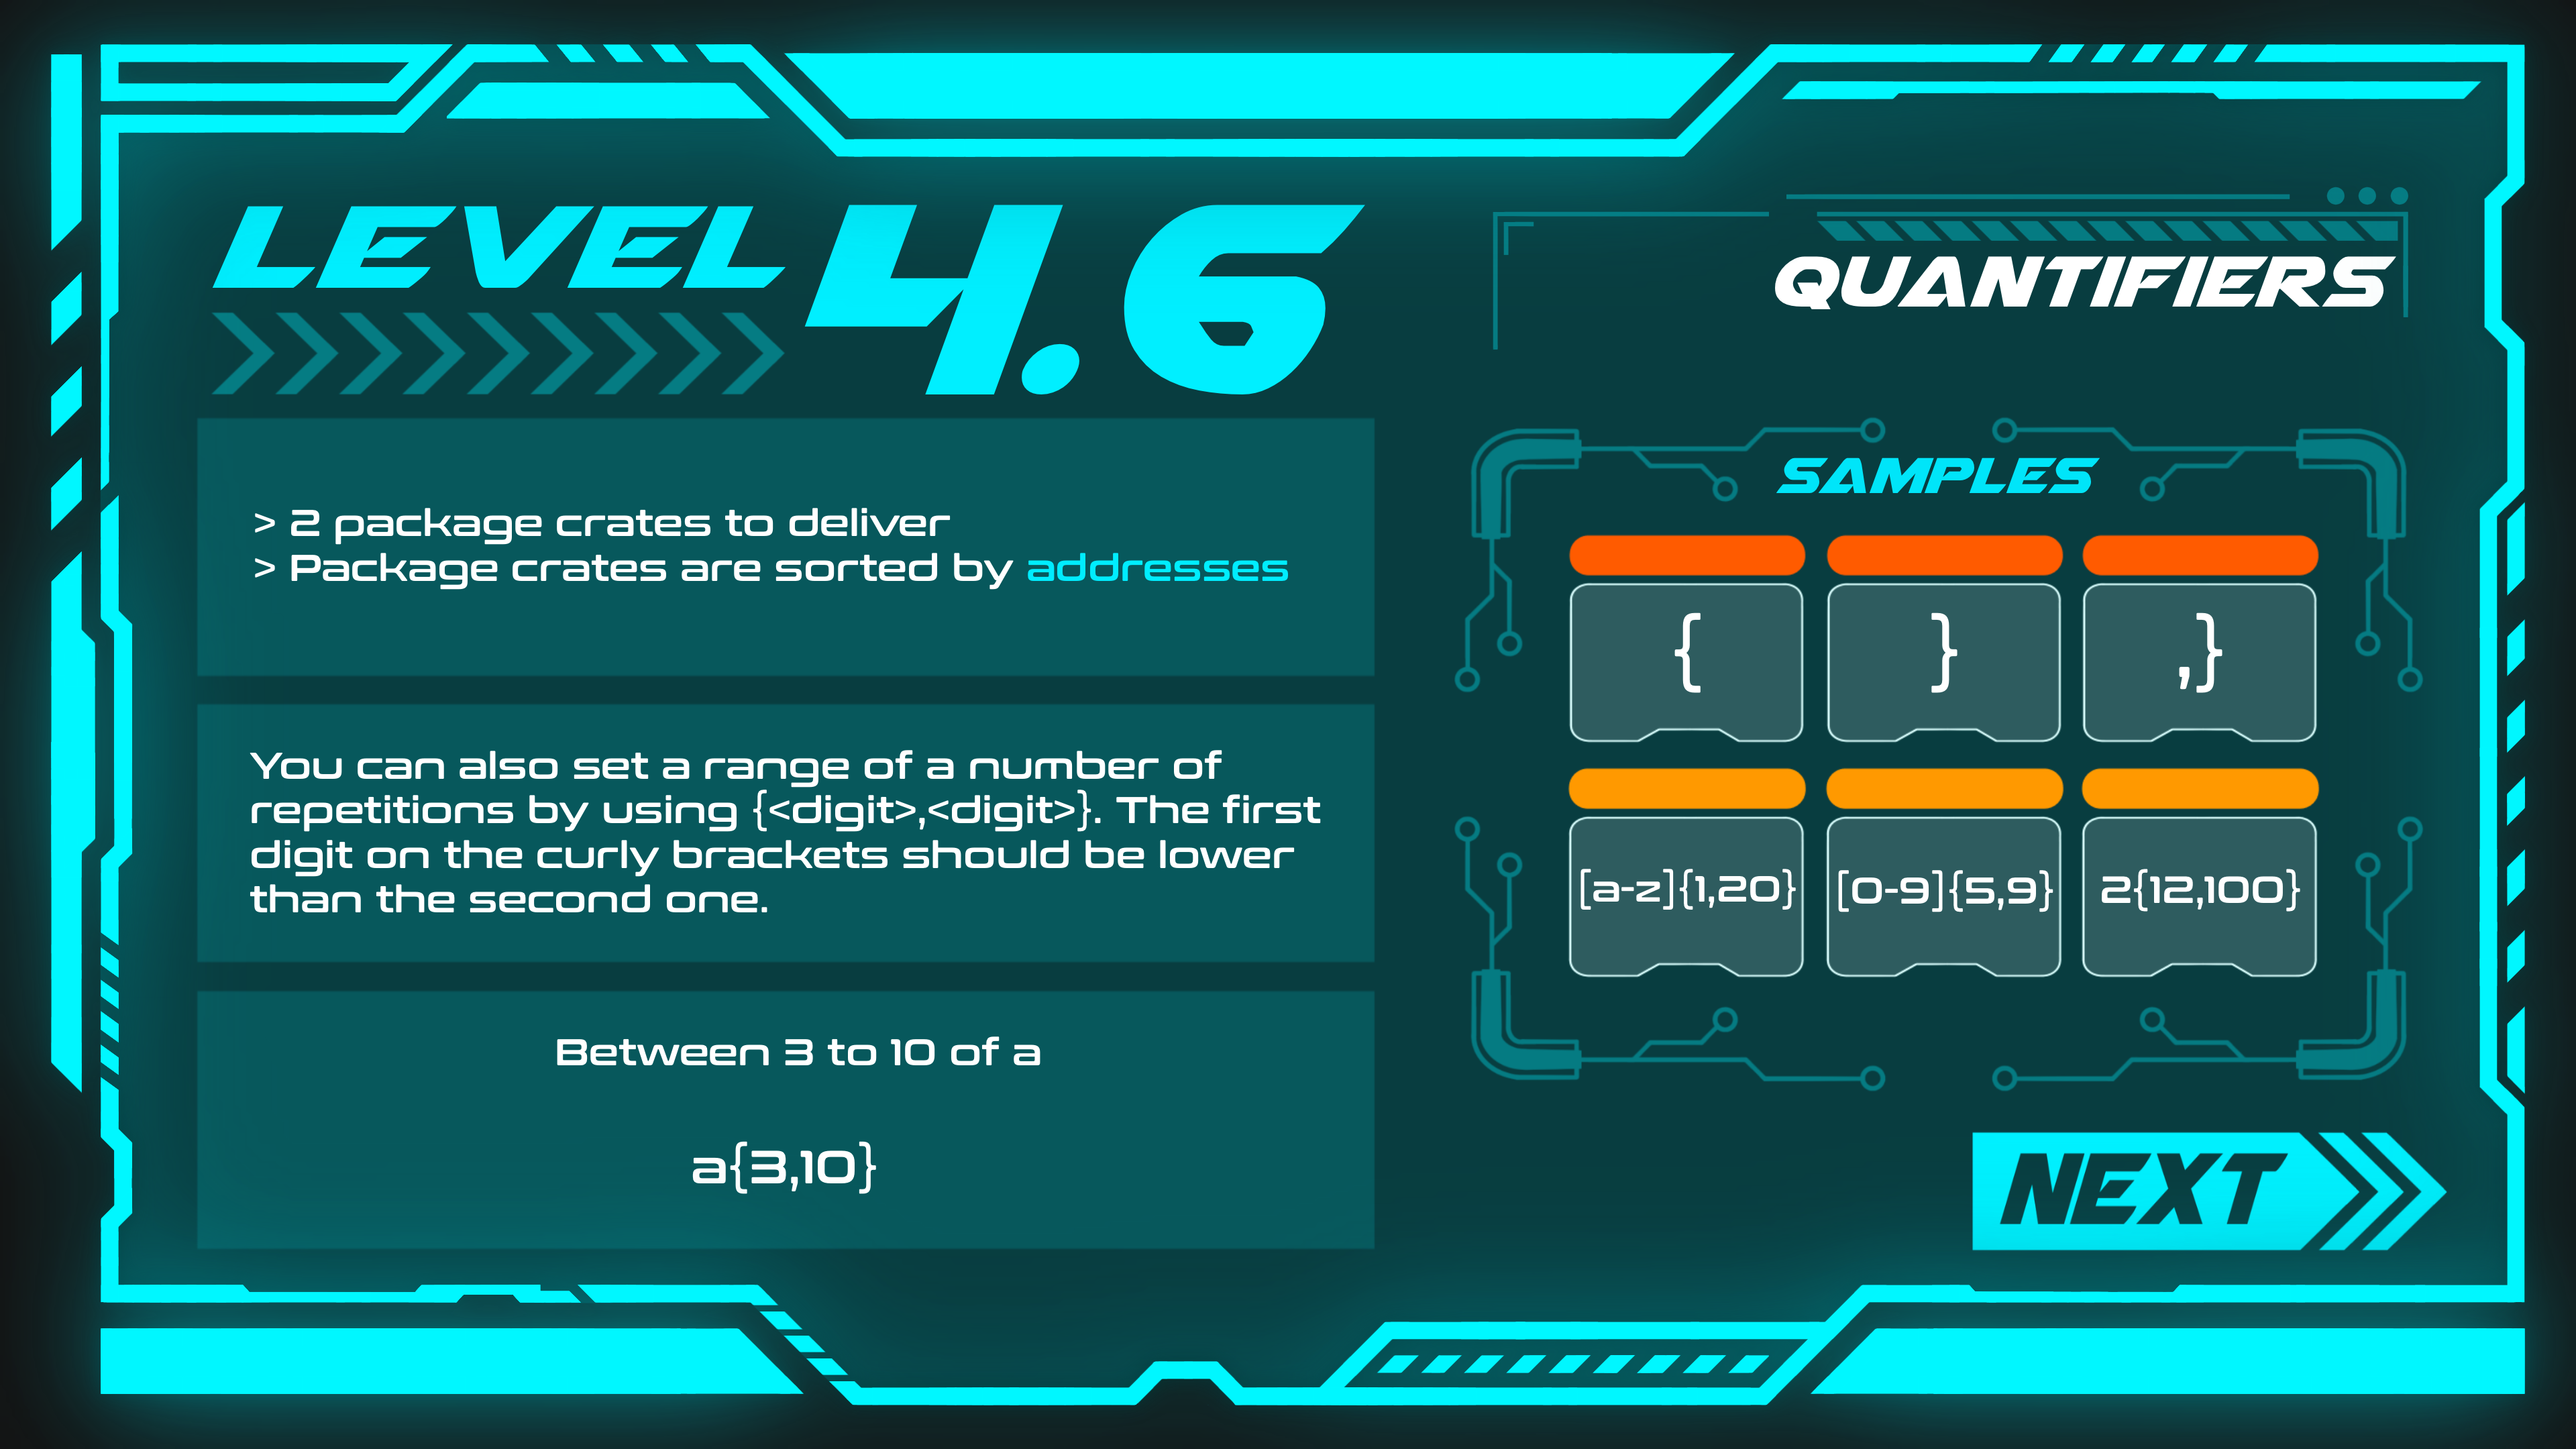 LEVEL 4.6
QUANTIFIERS
> 2 package crates to deliver
> Package crates are sorted by addresses
You can also set a range of a number of
repetitions by using {<digit>,<digit>}. The first
digit on the curly brackets should be lower
than the second one.
Between 3 to 10 of a
a{3,10}
SAMPLES
{ } ,}
[a-z]{1,20} [0-9]{5,9} 2{12,100}
NEXT